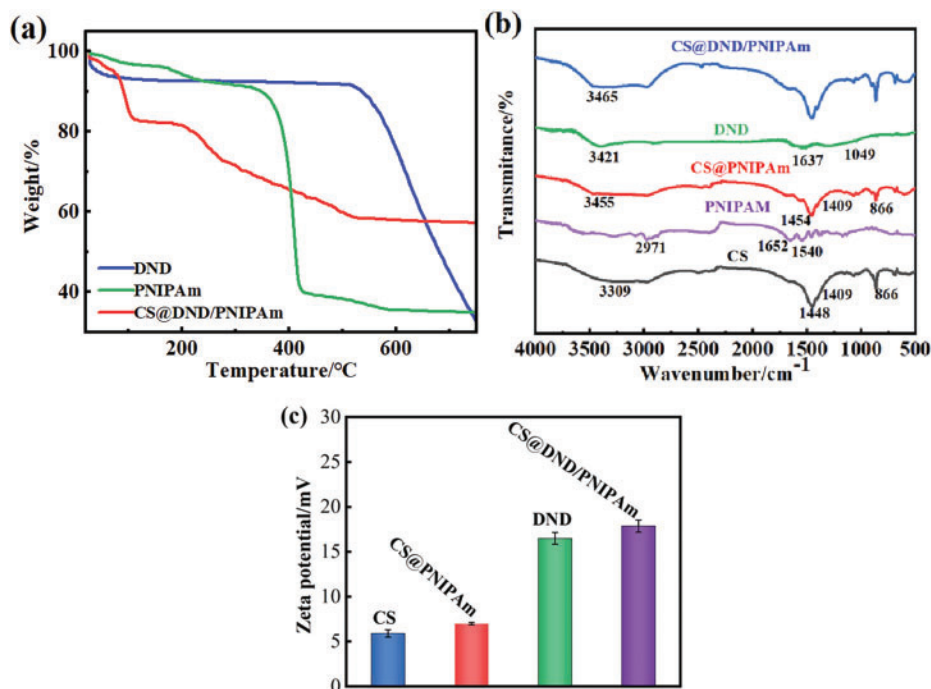 (a)
100
80
60
40
Weight/%
DND
PNIPAm
CS@DND/PNIPAm
200 400 600
Temperature/°C
(b)
Transmitance/%
CS@DND/PNIPAm
3465
DND
3421 1637 1049
CS@PNIPAm
3455 1454 1409 866
PNIPAM
2971 1652 1540
CS
3309 1448 1409 866
4000 3500 3000 2500 2000 1500 1000 500
Wavenumber/cm-1
(c)
30
25
20
15
10
5
0
Zeta potential/mV
CS
CS@PNIPAm
DND
CS@DND/PNIPAm